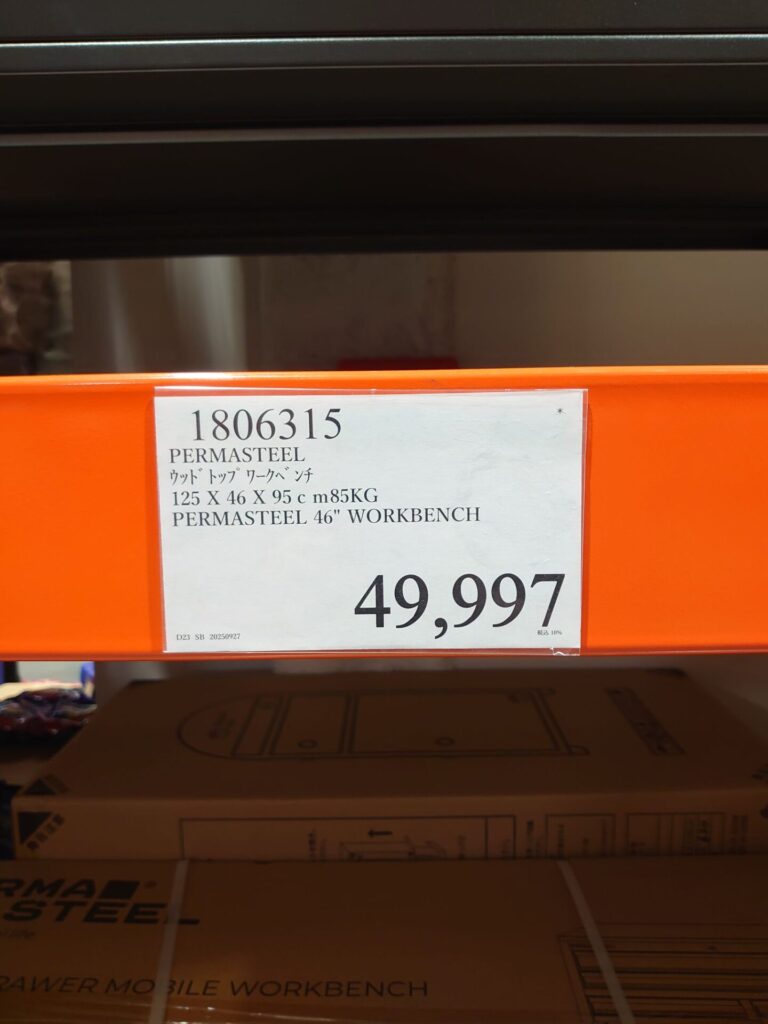 1806315
*
PERMASTEEL
ウッド トップ ワークベンチ
125 X 46 X 95 c m85KG
PERMASTEEL 46" WORKBENCH
49,997
税込 10%
D23 SB 20250927
RMA
STEEL
RAWER MOBILE WORKBENCH